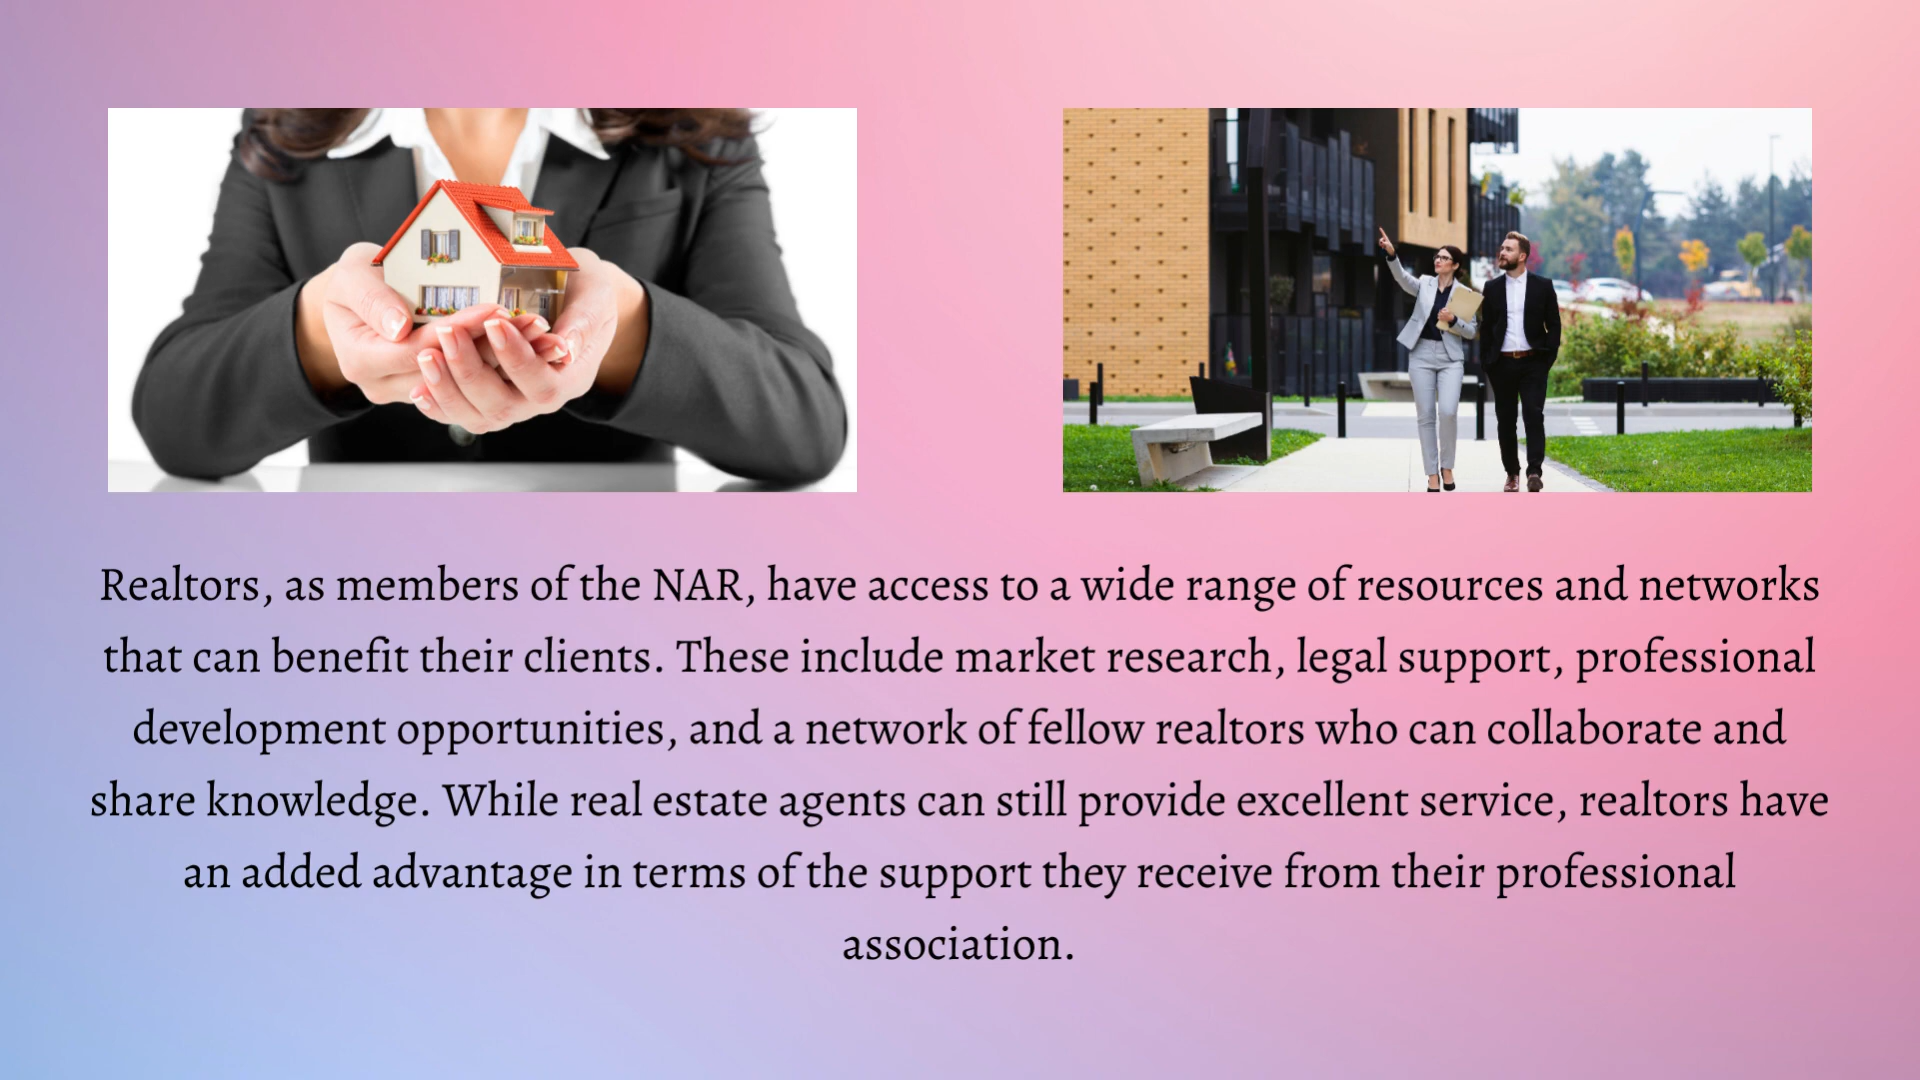 Realtors, as members of the NAR, have access to a wide range of resources and networks
that can benefit their clients. These include market research, legal support, professional
development opportunities, and a network of fellow realtors who can collaborate and
share knowledge. While real estate agents can still provide excellent service, realtors have
an added advantage in terms of the support they receive from their professional
association.